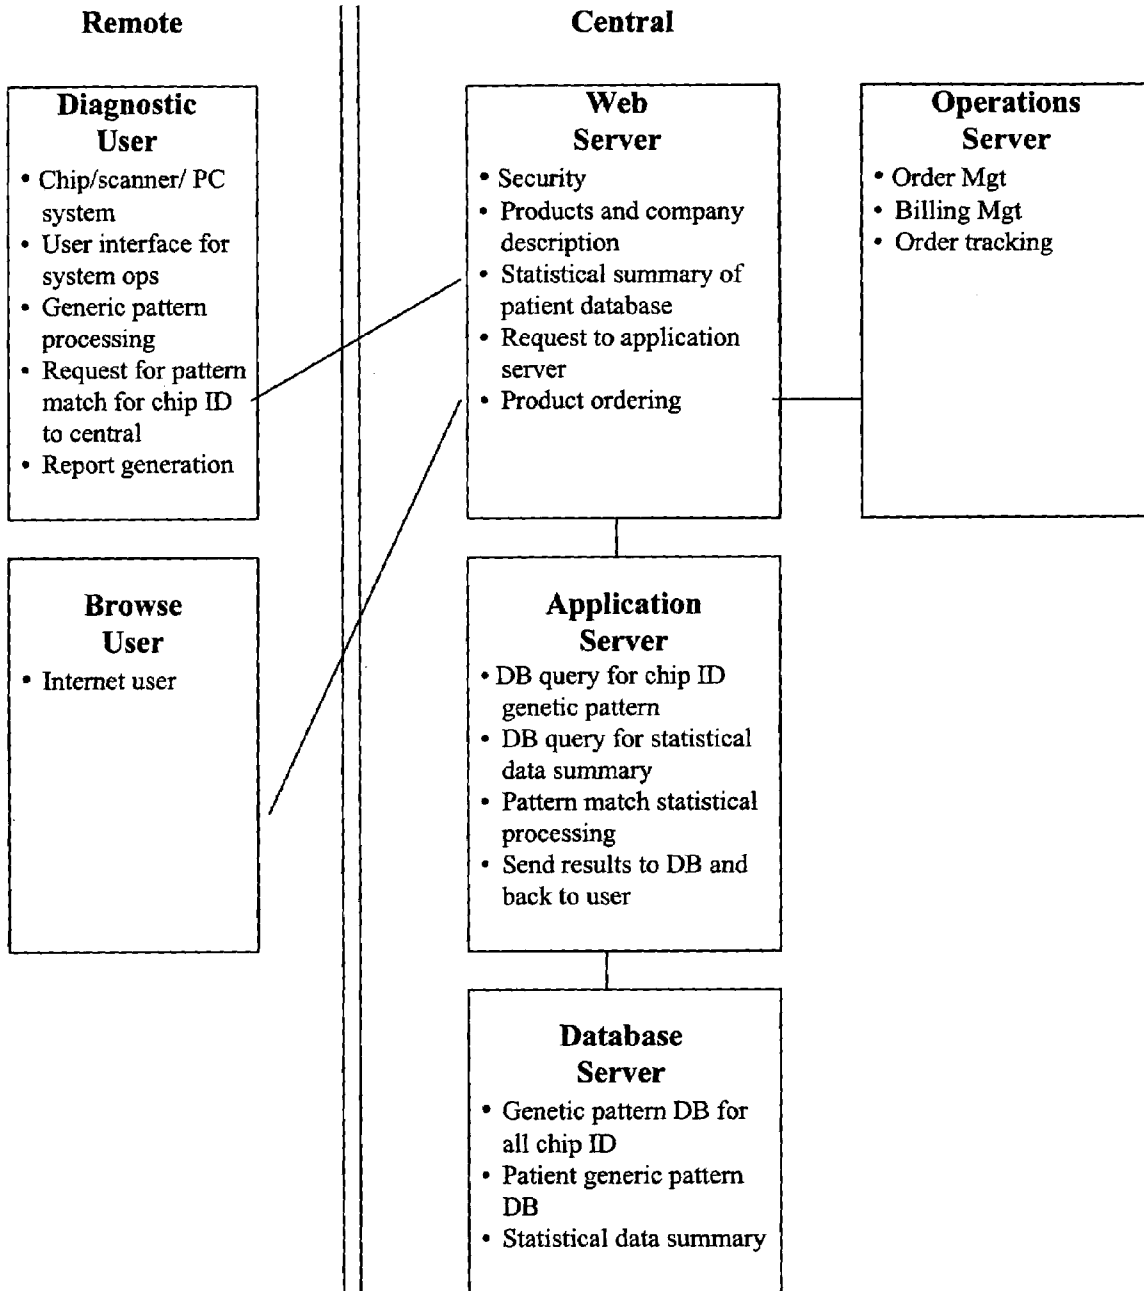 Remote
Central
Diagnostic
User
• Chip/scanner/ PC
system
• User interface for
system ops
• Generic pattern
processing
• Request for pattern
match for chip ID
to central
• Report generation
Web
Server
• Security
• Products and company
description
• Statistical summary of
patient database
• Request to application
server
• Product ordering
Operations
Server
• Order Mgt
• Billing Mgt
• Order tracking
Browse
User
• Internet user
Application
Server
• DB query for chip ID
genetic pattern
• DB query for statistical
data summary
• Pattern match statistical
processing
• Send results to DB and
back to user
Database
Server
• Genetic pattern DB for
all chip ID
• Patient generic pattern
DB
• Statistical data summary